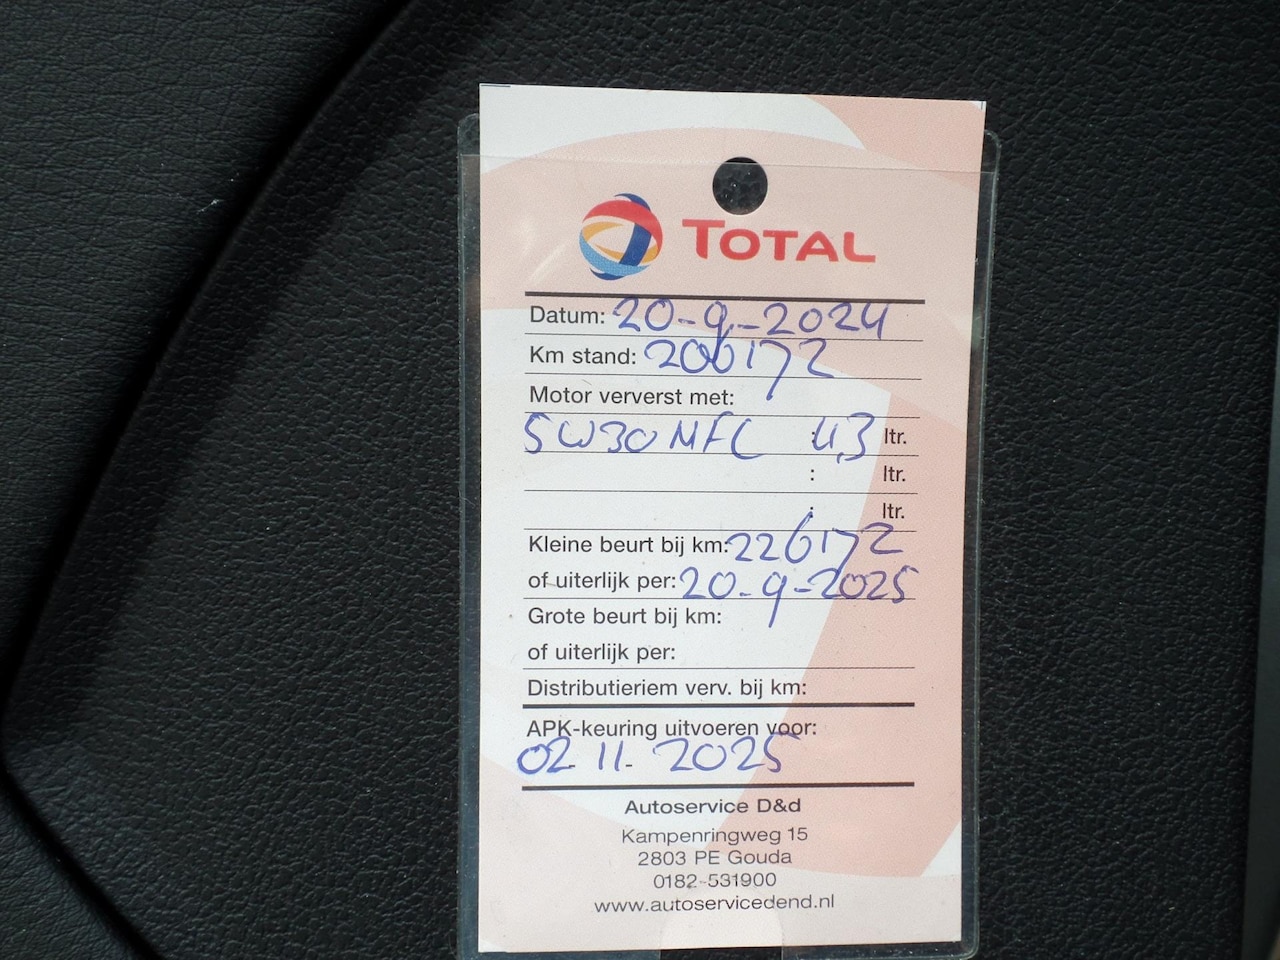 TOTAL
Datum: 20-9-2024
Km stand: 206172
Motor ververst met:
5W30 MFC : 4,3 ltr.
: ltr.
: ltr.
Kleine beurt bij km: 226172
of uiterlijk per: 20-9-2025
Grote beurt bij km:
of uiterlijk per:
Distributieriem verv. bij km:
APK-keuring uitvoeren voor:
02 11. 2025
Autoservice D&d
Kampenringweg 15
2803 PE Gouda
0182-531900
www.autoservicedend.nl